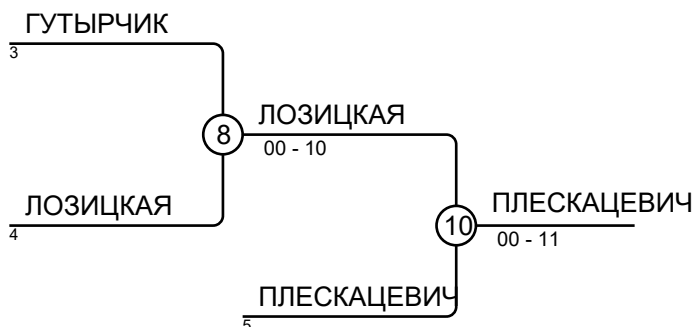 ГУТЫРЧИК
3
ЛОЗИЦКАЯ
8
00 - 10
ЛОЗИЦКАЯ
4
ПЛЕСКАЦЕВИЧ
10
00 - 11
ПЛЕСКАЦЕВИЧ
5